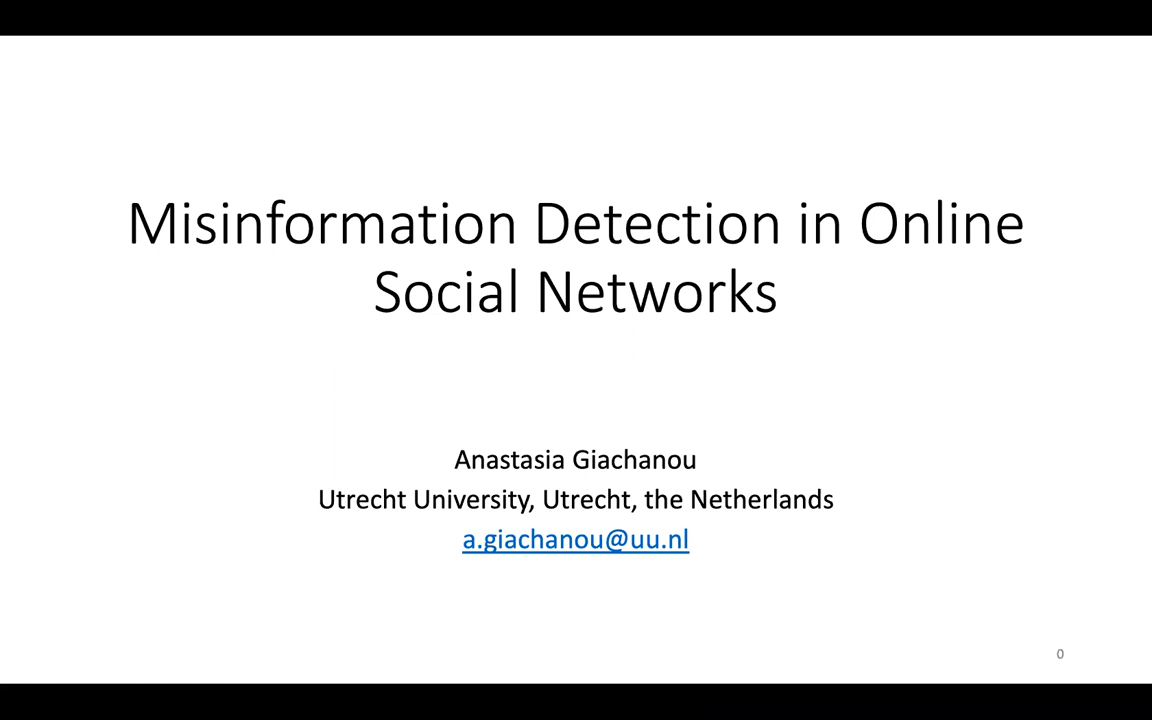 Misinformation Detection in Online
Social Networks
Anastasia Giachanou
Utrecht University, Utrecht, the Netherlands
a.giachanou@uu.nl
0